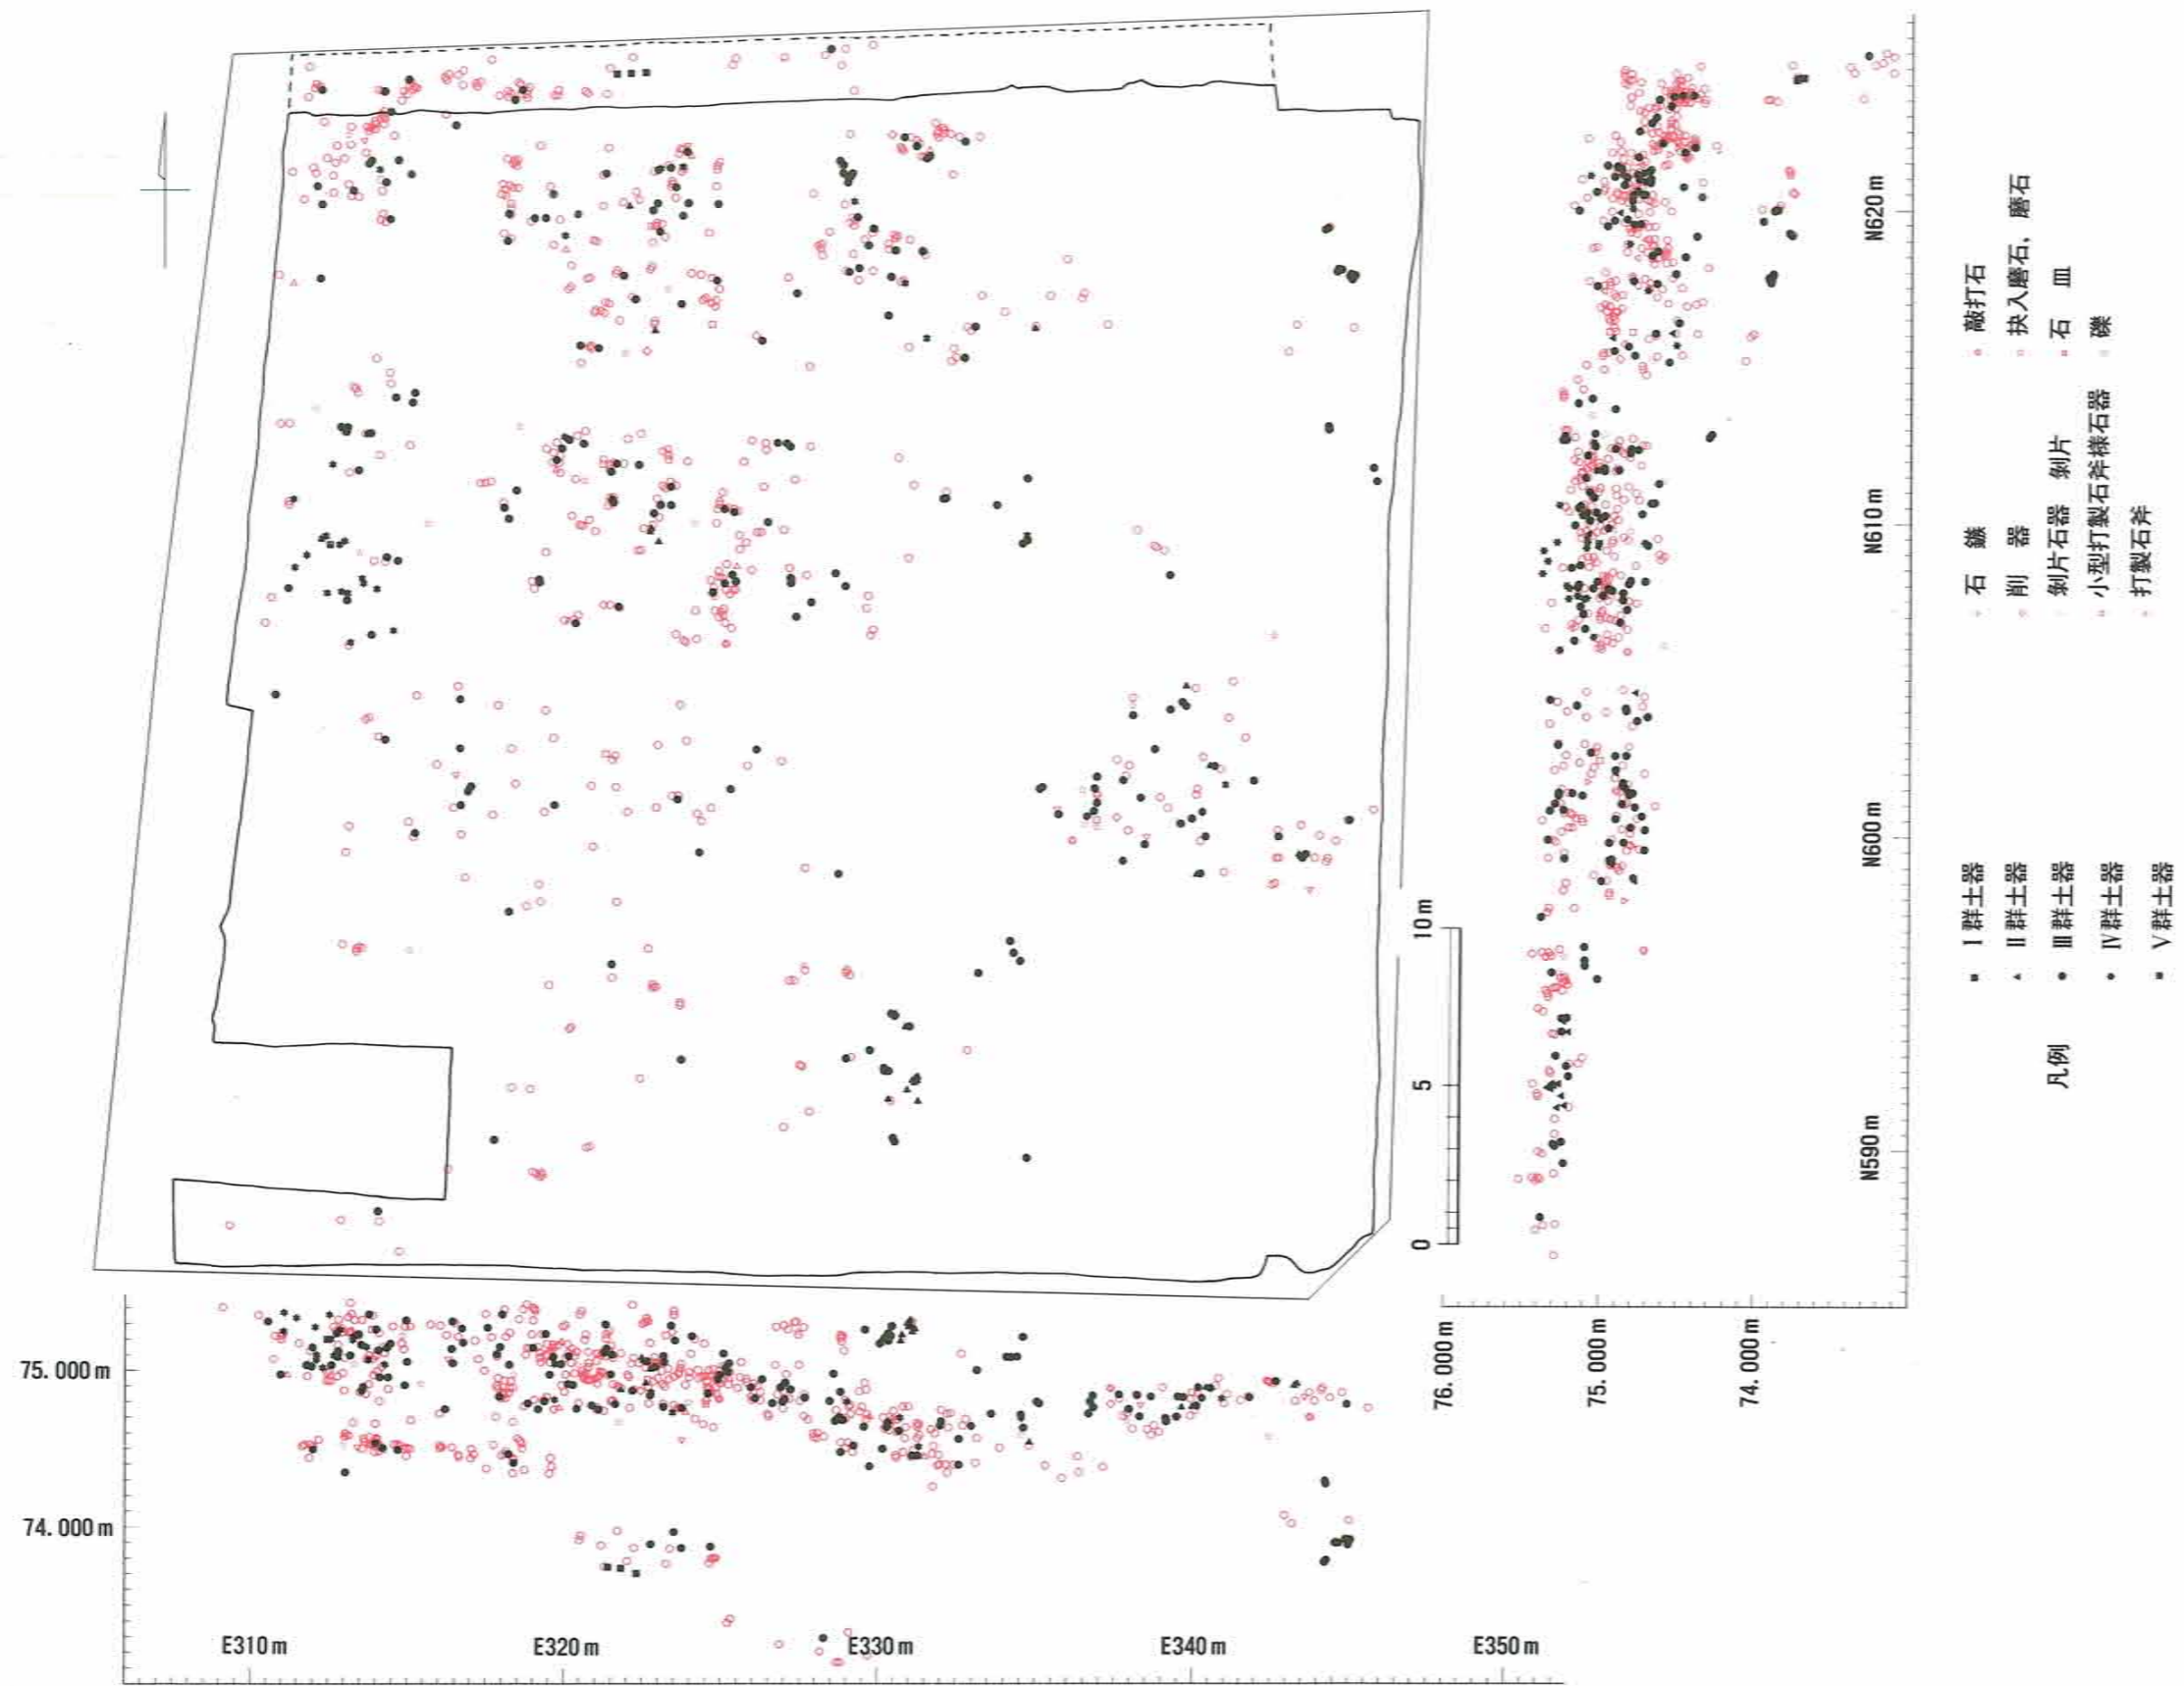 N620m
N610m
N600m
N590m
76.000m
75.000m
74.000m
0 5 10m
75.000m
74.000m
E310m E320m E330m E340m E350m
凡例
Ⅰ群土器
Ⅱ群土器
Ⅲ群土器
Ⅳ群土器
Ⅴ群土器
石 鏃
削 器
剝片石器 剝片
小型打製石斧様石器
打製石斧
敲打石
抉入磨石, 磨石
石 皿
礫